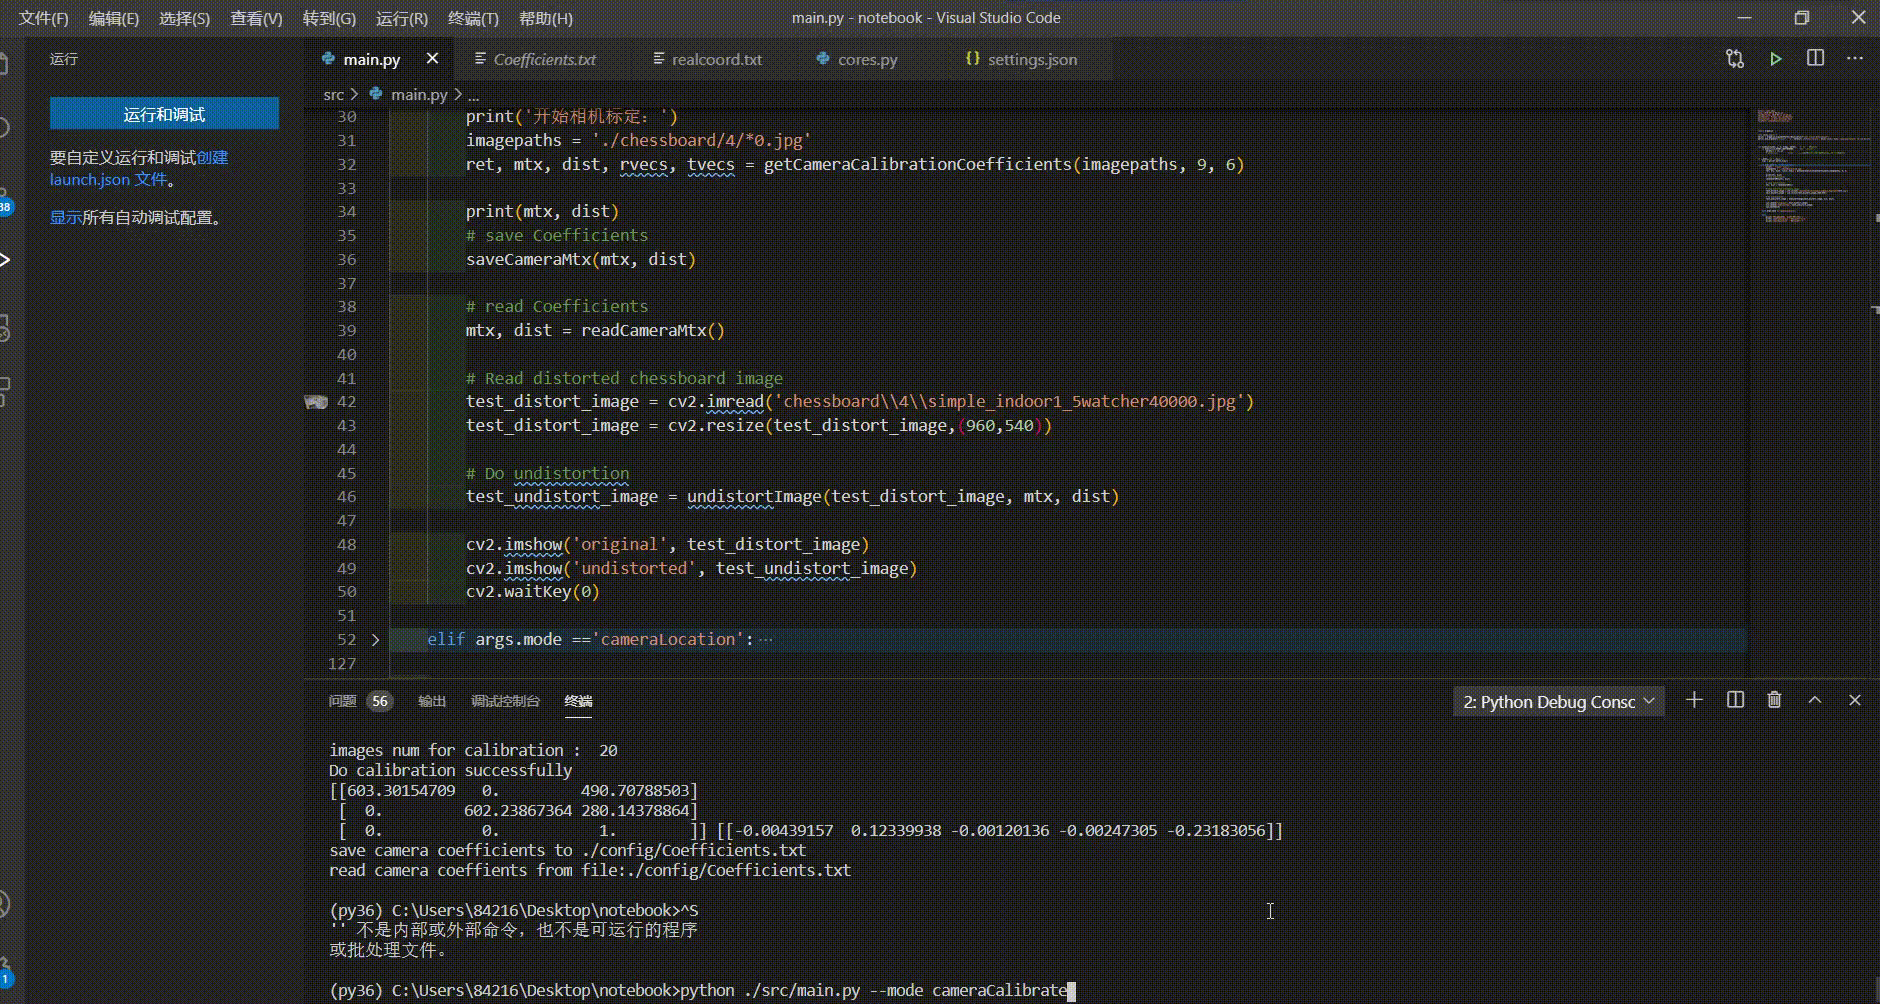 文件(F) 编辑(E) 选择(S) 查看(V) 转到(G) 运行(R) 终端(T) 帮助(H) main.py - notebook - Visual Studio Code
运行
运行和调试
要自定义运行和调试创建
launch.json 文件。
显示所有自动调试配置。
38
1
main.py Coefficients.txt realcoord.txt cores.py settings.json
src > main.py > ...
30 print('开始相机标定：')
31 imagepaths = './chessboard/4/*0.jpg'
32 ret, mtx, dist, rvecs, tvecs = getCameraCalibrationCoefficients(imagepaths, 9, 6)
33
34 print(mtx, dist)
35 # save Coefficients
36 saveCameraMtx(mtx, dist)
37
38 # read Coefficients
39 mtx, dist = readCameraMtx()
40
41 # Read distorted chessboard image
42 test_distort_image = cv2.imread('chessboard\\4\\simple_indoor1_5watcher40000.jpg')
43 test_distort_image = cv2.resize(test_distort_image,(960,540))
44
45 # Do undistortion
46 test_undistort_image = undistortImage(test_distort_image, mtx, dist)
47
48 cv2.imshow('original', test_distort_image)
49 cv2.imshow('undistorted', test_undistort_image)
50 cv2.waitKey(0)
51
52 elif args.mode =='cameraLocation': ...
127
问题 56 输出 调试控制台 终端 2: Python Debug Consc
images num for calibration :  20
Do calibration successfully
[[603.30154709   0.         490.70788503]
 [  0.         602.23867364 280.14378864]
 [  0.           0.           1.        ]] [[-0.00439157  0.12339938 -0.00120136 -0.00247305 -0.23183056]]
save camera coefficients to ./config/Coefficients.txt
read camera coeffients from file:./config/Coefficients.txt
(py36) C:\Users\84216\Desktop\notebook>^S
'' 不是内部或外部命令，也不是可运行的程序
或批处理文件。
(py36) C:\Users\84216\Desktop\notebook>python ./src/main.py --mode cameraCalibrate